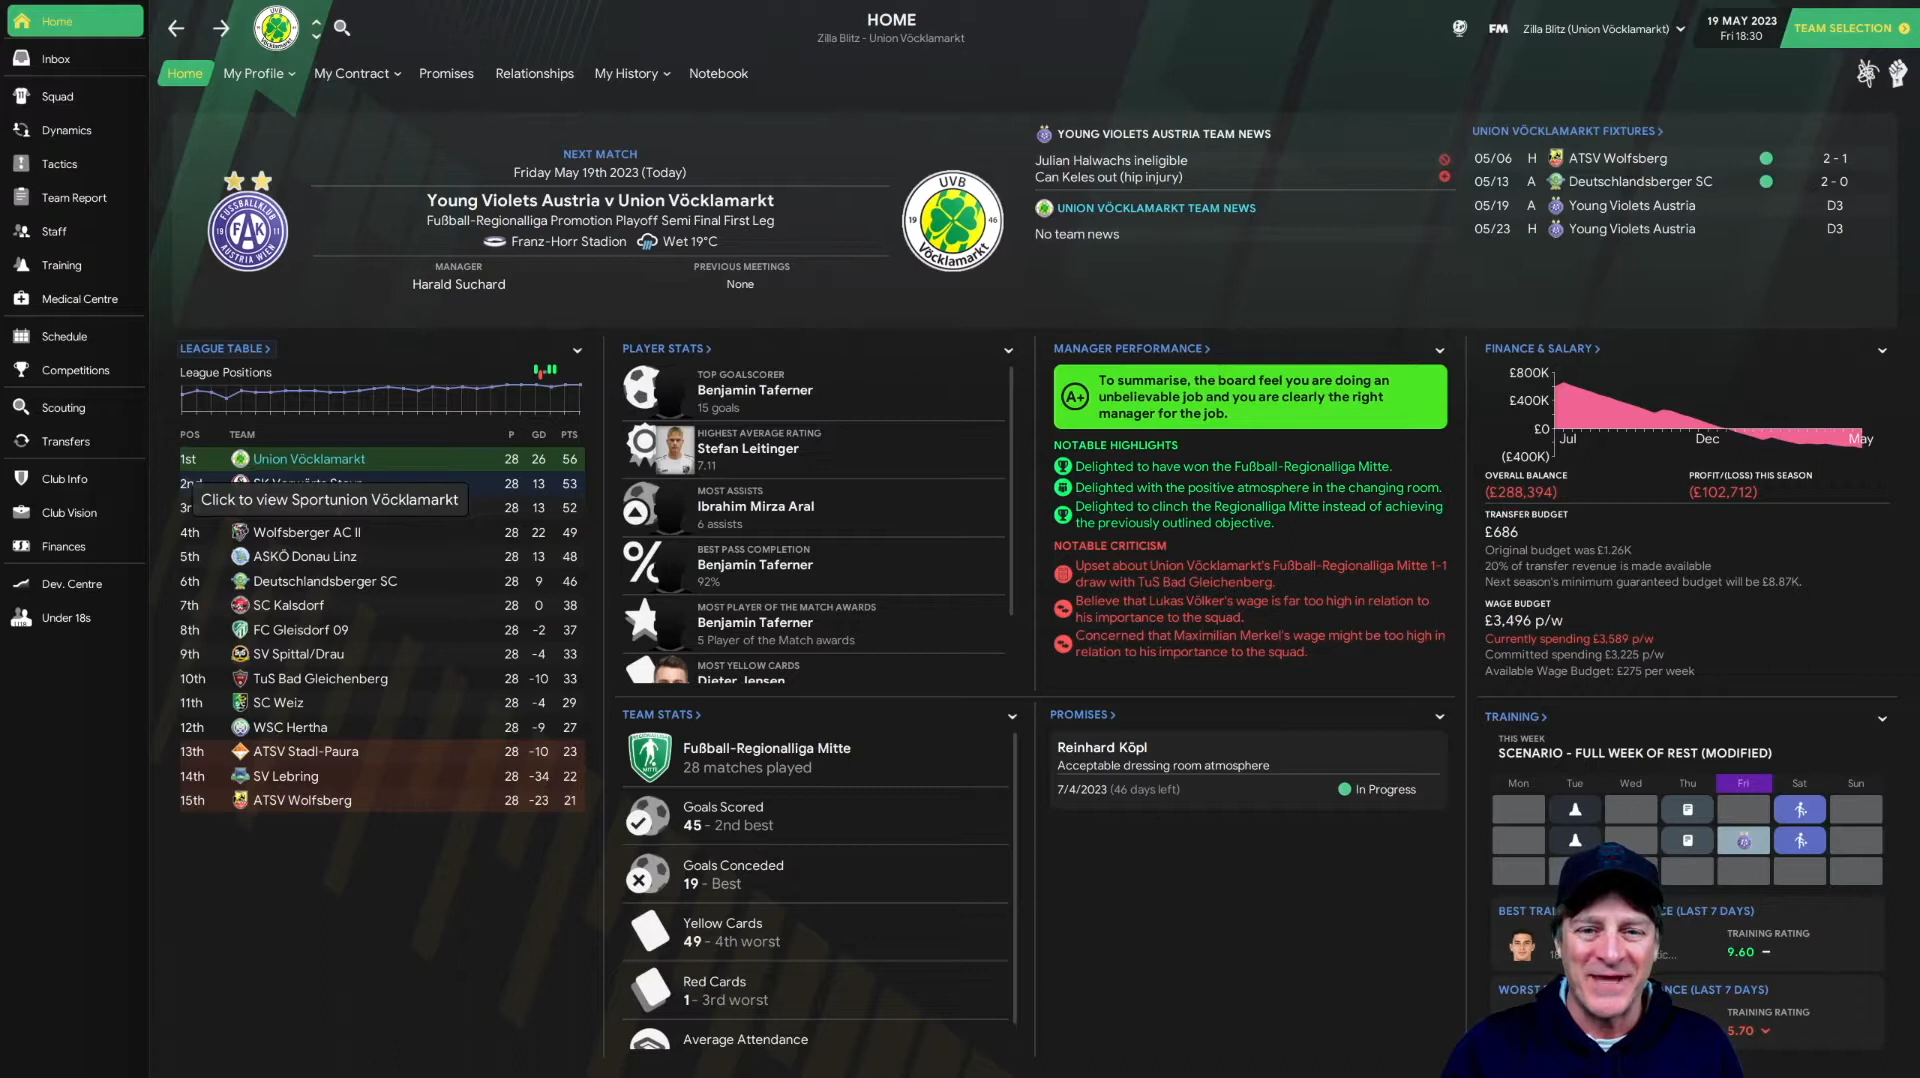 Home
Inbox
Squad
Dynamics
Tactics
Team Report
Staff
Training
Medical Centre
Schedule
Competitions
Scouting
Transfers
Club Info
Club Vision
Finances
Dev. Centre
Under 18s
HOME
Zilla Blitz - Union Vöcklamarkt
FM
Zilla Blitz (Union Vöcklamarkt)
19 MAY 2023
Fri 18:30
TEAM SELECTION
Home
My Profile
My Contract
Promises
Relationships
My History
Notebook
NEXT MATCH
Friday May 19th 2023 (Today)
Young Violets Austria v Union Vöcklamarkt
Fußball-Regionalliga Promotion Playoff Semi Final First Leg
Franz-Horr Stadion Wet 19°C
MANAGER
Harald Suchard
PREVIOUS MEETINGS
None
FUSSBALLKLUB
19 FAK 11
AUSTRIA WIEN
UVB
19 46
Vöcklamarkt
YOUNG VIOLETS AUSTRIA TEAM NEWS
Julian Halwachs ineligible
Can Keles out (hip injury)
UNION VÖCKLAMARKT TEAM NEWS
No team news
UNION VÖCKLAMARKT FIXTURES >
05/06 H ATSV Wolfsberg 2 - 1
05/13 A Deutschlandsberger SC 2 - 0
05/19 A Young Violets Austria D3
05/23 H Young Violets Austria D3
LEAGUE TABLE >
League Positions
POS TEAM P GD PTS
1st Union Vöcklamarkt 28 26 56
2nd 28 13 53
28 13 52
Click to view Sportunion Vöcklamarkt
4th Wolfsberger AC II 28 22 49
5th ASKÖ Donau Linz 28 13 48
6th Deutschlandsberger SC 28 9 46
7th SC Kalsdorf 28 0 38
8th FC Gleisdorf 09 28 -2 37
9th SV Spittal/Drau 28 -4 33
10th TuS Bad Gleichenberg 28 -10 33
11th SC Weiz 28 -4 29
12th WSC Hertha 28 -9 27
13th ATSV Stadl-Paura 28 -10 23
14th SV Lebring 28 -34 22
15th ATSV Wolfsberg 28 -23 21
PLAYER STATS >
TOP GOALSCORER
Benjamin Taferner
15 goals
HIGHEST AVERAGE RATING
Stefan Leitinger
7.11
MOST ASSISTS
Ibrahim Mirza Aral
6 assists
BEST PASS COMPLETION
Benjamin Taferner
92%
MOST PLAYER OF THE MATCH AWARDS
Benjamin Taferner
5 Player of the Match awards
MOST YELLOW CARDS
Dieter Jensen
TEAM STATS >
Fußball-Regionalliga Mitte
28 matches played
Goals Scored
45 - 2nd best
Goals Conceded
19 - Best
Yellow Cards
49 - 4th worst
Red Cards
1 - 3rd worst
Average Attendance
MANAGER PERFORMANCE >
A+
To summarise, the board feel you are doing an
unbelievable job and you are clearly the right
manager for the job.
NOTABLE HIGHLIGHTS
Delighted to have won the Fußball-Regionalliga Mitte.
Delighted with the positive atmosphere in the changing room.
Delighted to clinch the Regionalliga Mitte instead of achieving
the previously outlined objective.
NOTABLE CRITICISM
Upset about Union Vöcklamarkt's Fußball-Regionalliga Mitte 1-1
draw with TuS Bad Gleichenberg.
Believe that Lukas Völker's wage is far too high in relation to
his importance to the squad.
Concerned that Maximilian Merkel's wage might be too high in
relation to his importance to the squad.
PROMISES >
Reinhard Köpl
Acceptable dressing room atmosphere
7/4/2023 (46 days left) In Progress
FINANCE & SALARY >
£800K
£400K
£0
(£400K)
Jul Dec May
OVERALL BALANCE
(£288,394)
PROFIT/(LOSS) THIS SEASON
(£102,712)
TRANSFER BUDGET
£686
Original budget was £1.26K
20% of transfer revenue is made available
Next season's minimum guaranteed budget will be £8.87K.
WAGE BUDGET
£3,496 p/w
Currently spending £3,589 p/w
Committed spending £3,225 p/w
Available Wage Budget: £275 per week
TRAINING >
THIS WEEK
SCENARIO - FULL WEEK OF REST (MODIFIED)
Mon Tue Wed Thu Fri Sat Sun
BEST (LAST 7 DAYS)
TRAINING RATING
9.60
WORST (LAST 7 DAYS)
TRAINING RATING
5.70